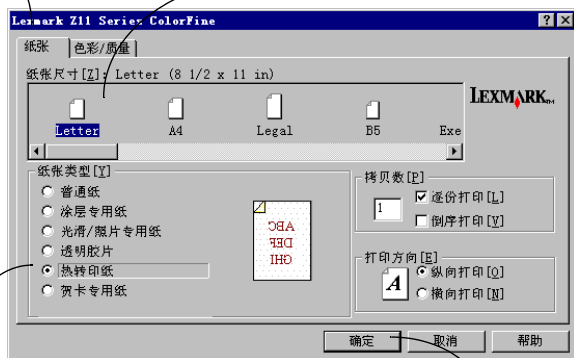 Lexmark Z11 Series ColorFine
纸张 色彩/质量
纸张尺寸[Z]: Letter (8 1/2 x 11 in)
LEXMARK™
Letter A4 Legal B5 Exe
纸张类型[Y]
普通纸
涂层专用纸
光滑/照片专用纸
透明胶片
热转印纸
贺卡专用纸
ABC
DEF
GHI
拷贝数[P]
1
逐份打印[L]
倒序打印[V]
打印方向[E]
A
纵向打印[O]
横向打印[N]
确定 取消 帮助